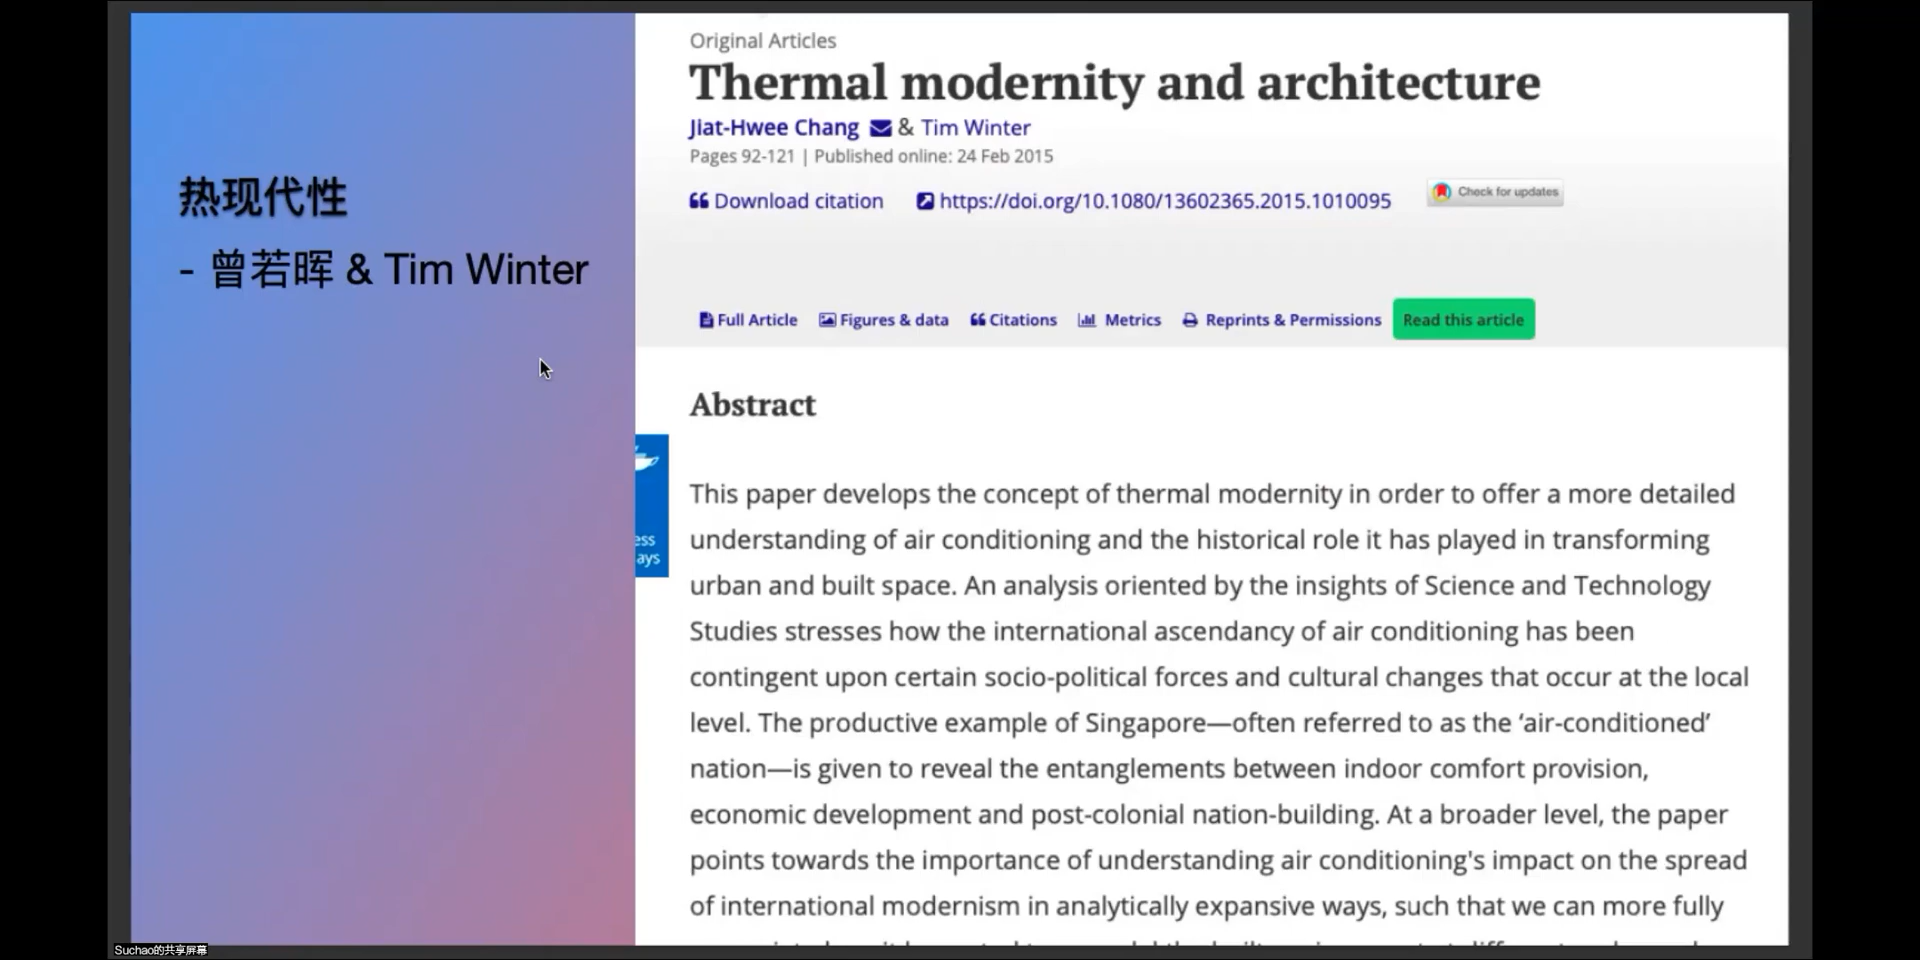 热现代性
- 曾若晖 & Tim Winter
Original Articles
Thermal modernity and architecture
Jiat-Hwee Chang & Tim Winter
Pages 92-121 | Published online: 24 Feb 2015
Download citation https://doi.org/10.1080/13602365.2015.1010095 Check for updates
Full Article Figures & data Citations Metrics Reprints & Permissions Read this article
Abstract
ess
ays
This paper develops the concept of thermal modernity in order to offer a more detailed
understanding of air conditioning and the historical role it has played in transforming
urban and built space. An analysis oriented by the insights of Science and Technology
Studies stresses how the international ascendancy of air conditioning has been
contingent upon certain socio-political forces and cultural changes that occur at the local
level. The productive example of Singapore—often referred to as the ‘air-conditioned’
nation—is given to reveal the entanglements between indoor comfort provision,
economic development and post-colonial nation-building. At a broader level, the paper
points towards the importance of understanding air conditioning's impact on the spread
of international modernism in analytically expansive ways, such that we can more fully
Suchao的共享屏幕